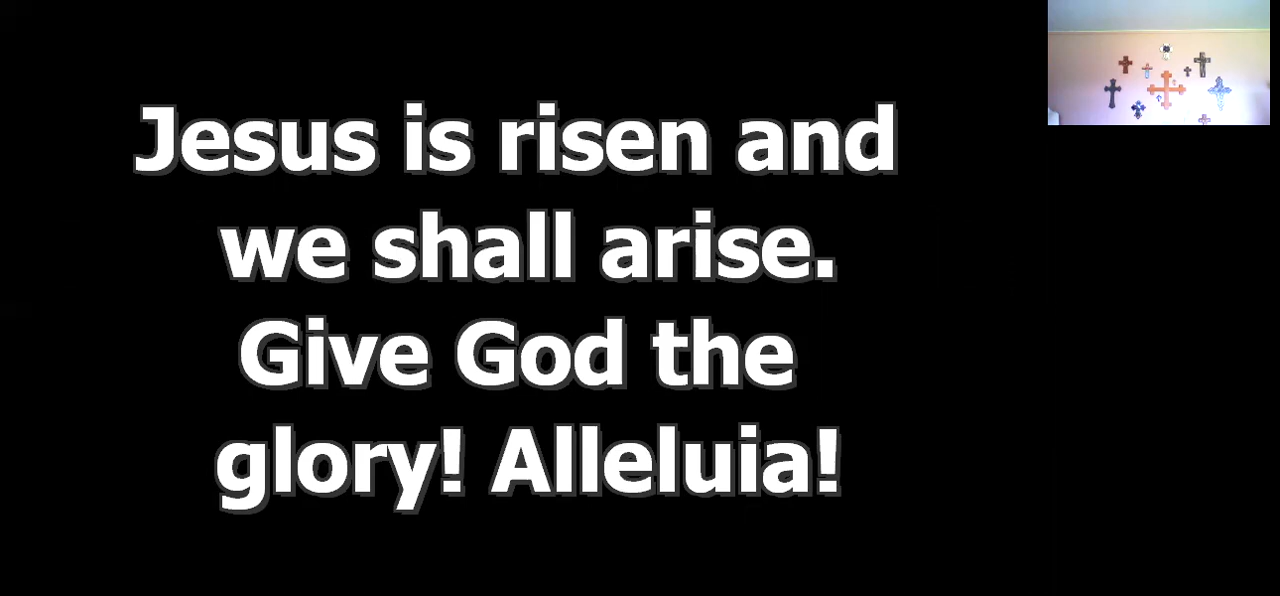 Jesus is risen and
we shall arise.
Give God the
glory! Alleluia!